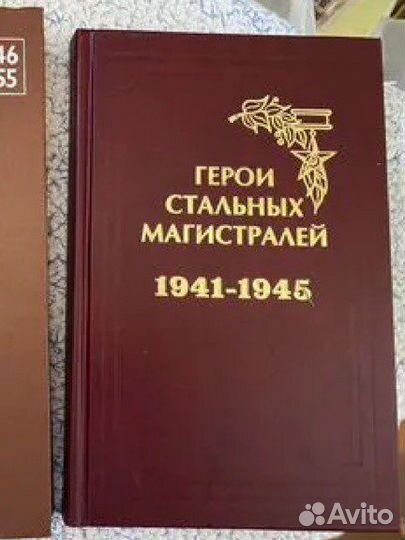 46
55
ГЕРОИ
СТАЛЬНЫХ
МАГИСТРАЛЕЙ
1941-1945
Avito